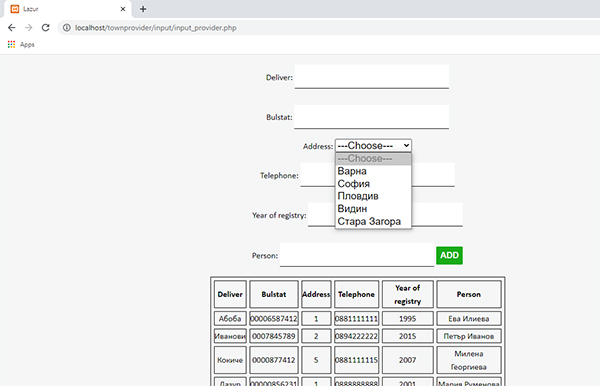 Lazur
localhost/townprovider/input/input_provider.php
Apps
Deliver:
Bulstat:
Address: ---Choose---
---Choose---
Варна
София
Пловдив
Видин
Стара Загора
Telephone:
Year of registry:
Person: ADD
Deliver Bulstat Address Telephone Year of registry Person
Абоба 00006587412 1 0881111111 1995 Ева Илиева
Иванови 0007845789 2 0894222222 2015 Петър Иванов
Кокиче 0000877412 5 0881111115 2007 Милена Георгиева
Лазур 0000856231 1 0888888888 2001 Мария Руменова